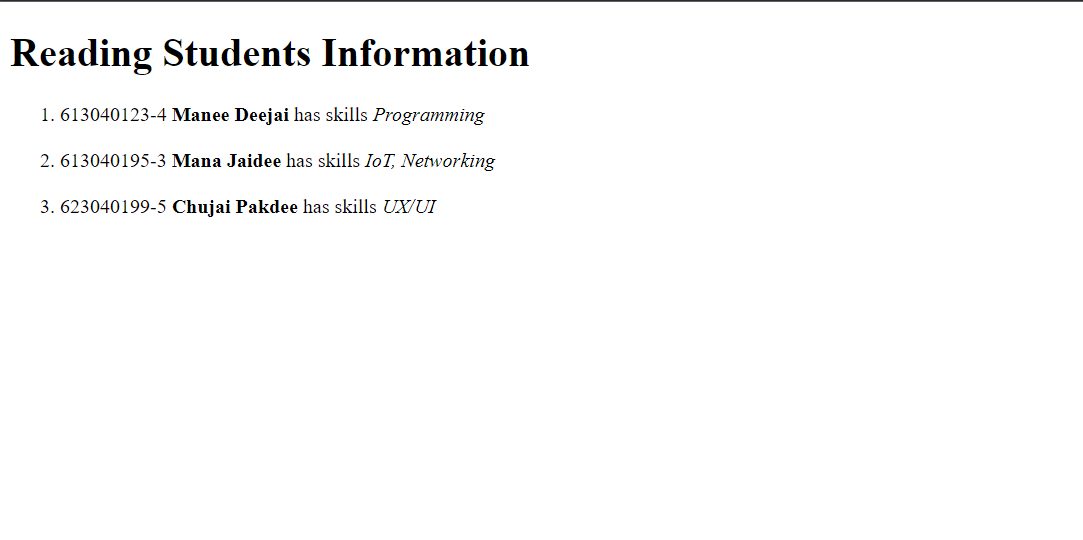 Reading Students Information
1. 613040123-4 Manee Deejai has skills Programming
2. 613040195-3 Mana Jaidee has skills IoT, Networking
3. 623040199-5 Chujai Pakdee has skills UX/UI